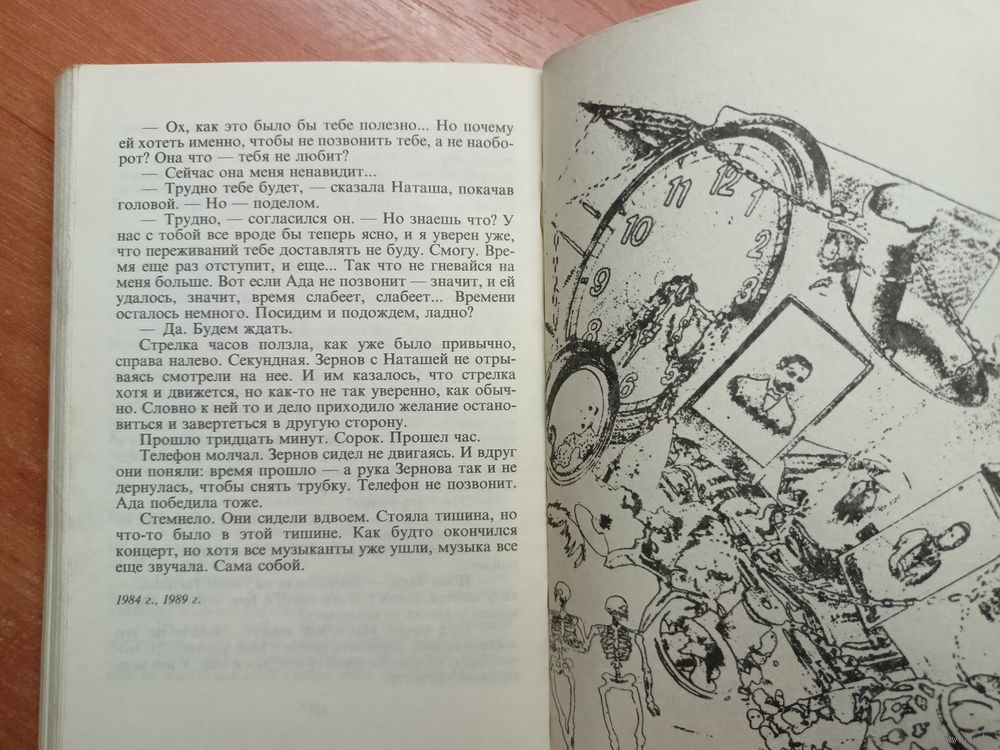 — Ох, как это было бы тебе полезно... Но почему
ей хотеть именно, чтобы не позвонить тебе, а не наобо-
рот? Она что — тебя не любит?
— Сейчас она меня ненавидит...
— Трудно тебе будет, — сказала Наташа, покачав
головой. — Но — поделом.
— Трудно, — согласился он. — Но знаешь что? У
нас с тобой все вроде бы теперь ясно, и я уверен уже,
что переживаний тебе доставлять не буду. Смогу. Вре-
мя еще раз отступит, и еще... Так что не гневайся на
меня больше. Вот если Ада не позвонит — значит, и ей
удалось, значит, время слабеет, слабеет... Времени
осталось немного. Посидим и подождем, ладно?
— Да. Будем ждать.
Стрелка часов ползла, как уже было привычно,
справа налево. Секундная. Зернов с Наташей не отры-
ваясь смотрели на нее. И им казалось, что стрелка
хотя и движется, но как-то не так уверенно, как обыч-
но. Словно к ней то и дело приходило желание остано-
виться и завертеться в другую сторону.
Прошло тридцать минут. Сорок. Прошел час.
Телефон молчал. Зернов сидел не двигаясь. И вдруг
они поняли: время прошло — а рука Зернова так и не
дернулась, чтобы снять трубку. Телефон не позвонит.
Ада победила тоже.
Стемнело. Они сидели вдвоем. Стояла тишина, но
что-то было в этой тишине. Как будто окончился
концерт, но хотя все музыканты уже ушли, музыка все
еще звучала. Сама собой.
1984 г., 1989 г.
12
11
1
10
2
9
3
8
6
5